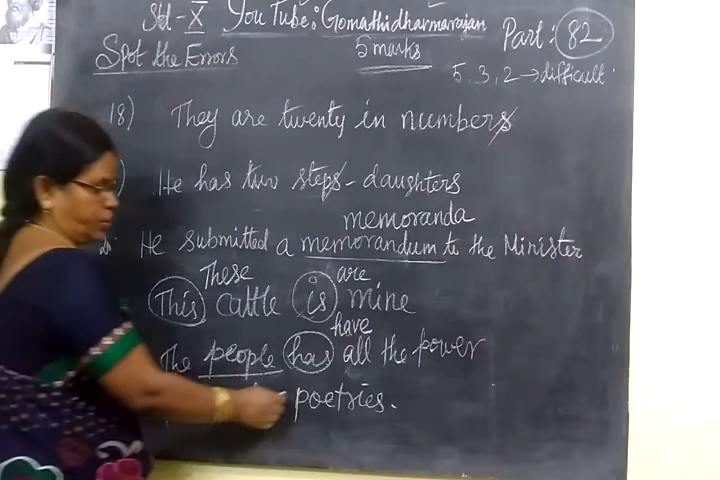 Std - X YouTube: Gomathidharmarajan Part: 82
Spot the Errors 5 marks
5, 3, 2 → difficult
18) They are twenty in numbers
) He has two steps - daughters
memoranda
He submitted a memorandum to the Minister
These are
This cattle is mine
have
The people has all the power
poetries.